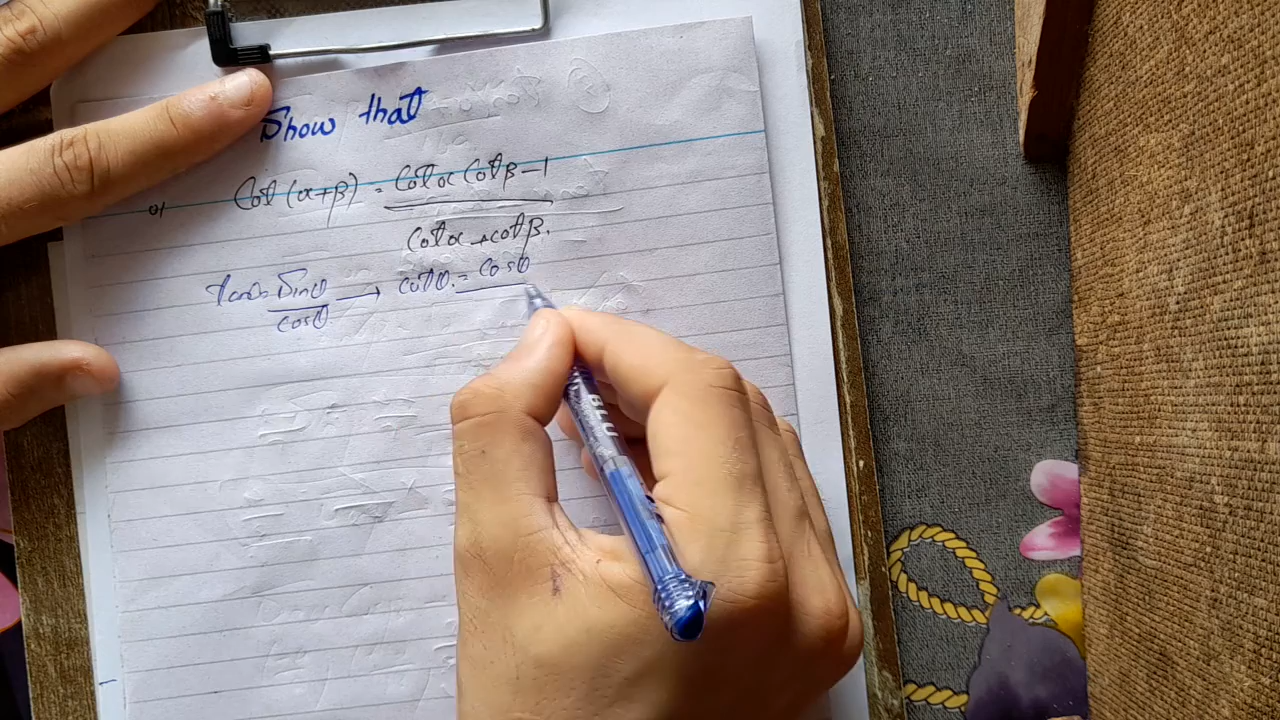 Show that
Cot (α+β) = Cotα Cotβ-1
Cotα + cotβ.
tanθ = Sinθ → cotθ. = Cosθ
cosθ
BLU